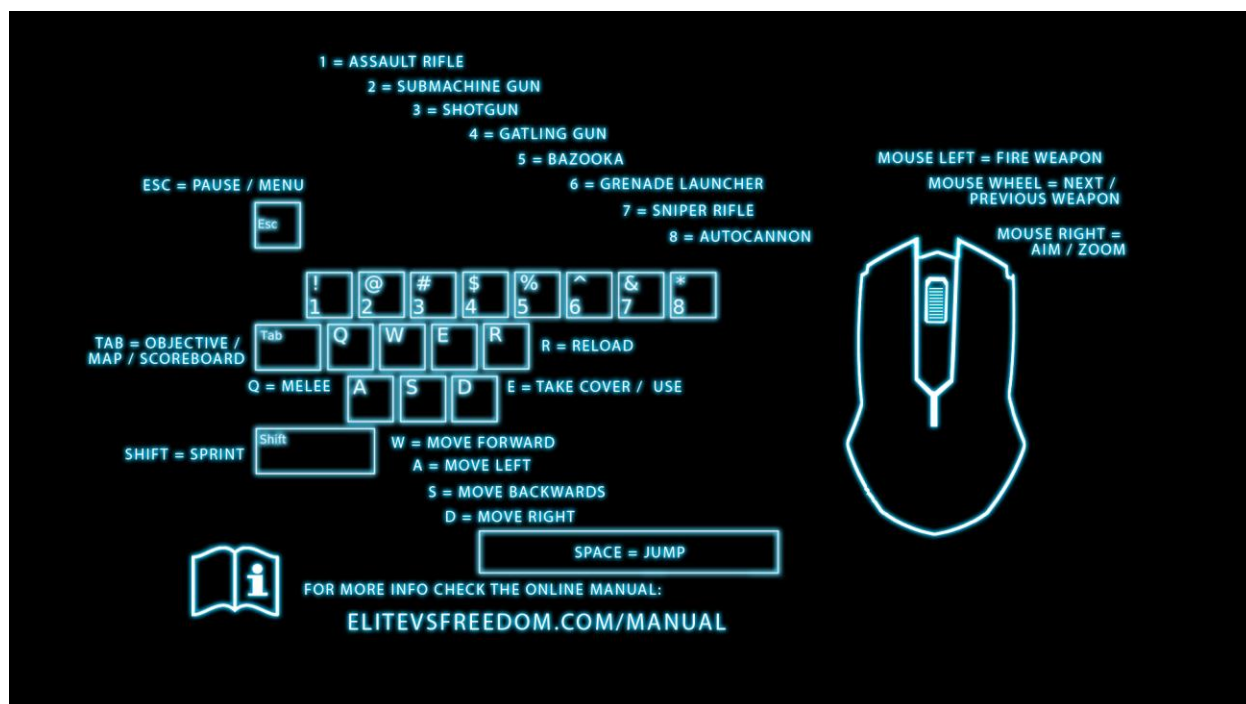 1 = ASSAULT RIFLE
2 = SUBMACHINE GUN
3 = SHOTGUN
4 = GATLING GUN
5 = BAZOOKA
6 = GRENADE LAUNCHER
7 = SNIPER RIFLE
8 = AUTOCANNON
ESC = PAUSE / MENU
Esc
! @ # $ % ^ & *
1 2 3 4 5 6 7 8
TAB = OBJECTIVE /
MAP / SCOREBOARD
Tab Q W E R
R = RELOAD
Q = MELEE
A S D
E = TAKE COVER / USE
SHIFT = SPRINT
Shift
W = MOVE FORWARD
A = MOVE LEFT
S = MOVE BACKWARDS
D = MOVE RIGHT
SPACE = JUMP
MOUSE LEFT = FIRE WEAPON
MOUSE WHEEL = NEXT /
PREVIOUS WEAPON
MOUSE RIGHT =
AIM / ZOOM
i
FOR MORE INFO CHECK THE ONLINE MANUAL:
ELITEVSFREEDOM.COM/MANUAL